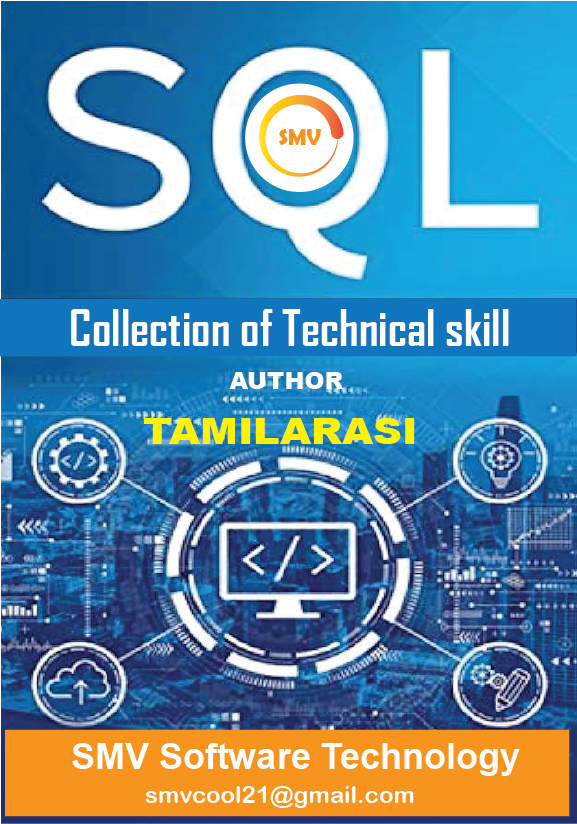 SQL
SMV
Collection of Technical skill
AUTHOR
TAMILARASI
</>
</>
SMV Software Technology
smvcool21@gmail.com